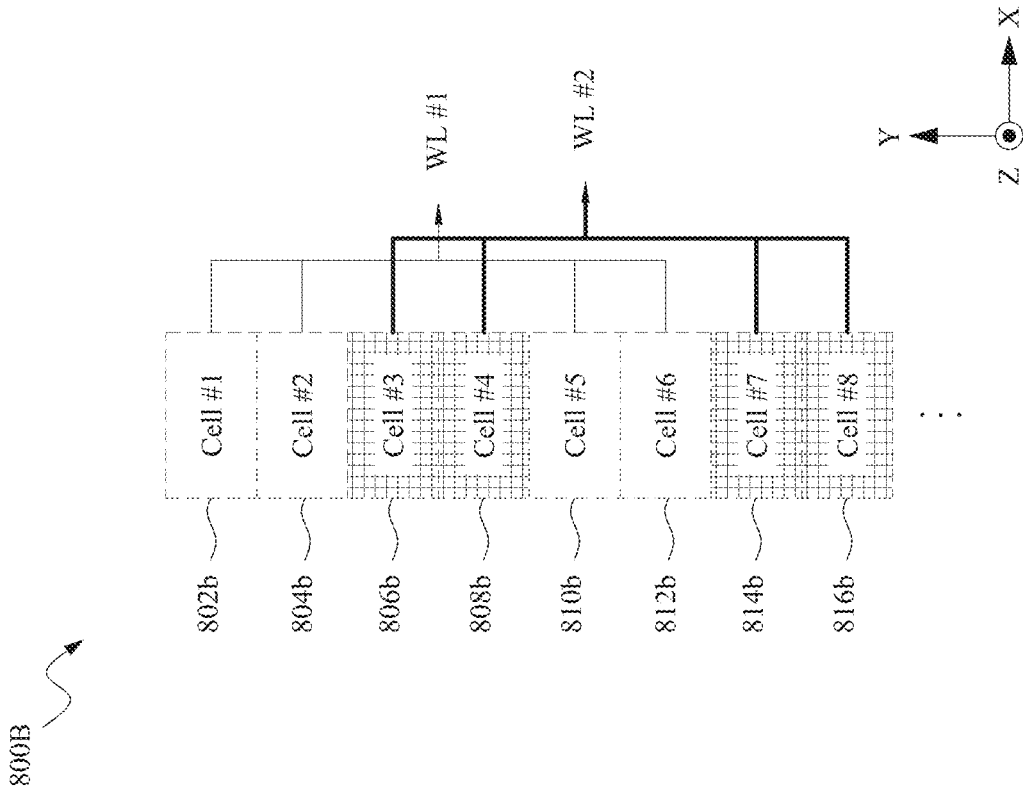 800B
802b
Cell #1
804b
Cell #2
806b
Cell #3
808b
Cell #4
810b
Cell #5
812b
Cell #6
814b
Cell #7
816b
Cell #8
. . .
WL #1
WL #2
Y
X
Z